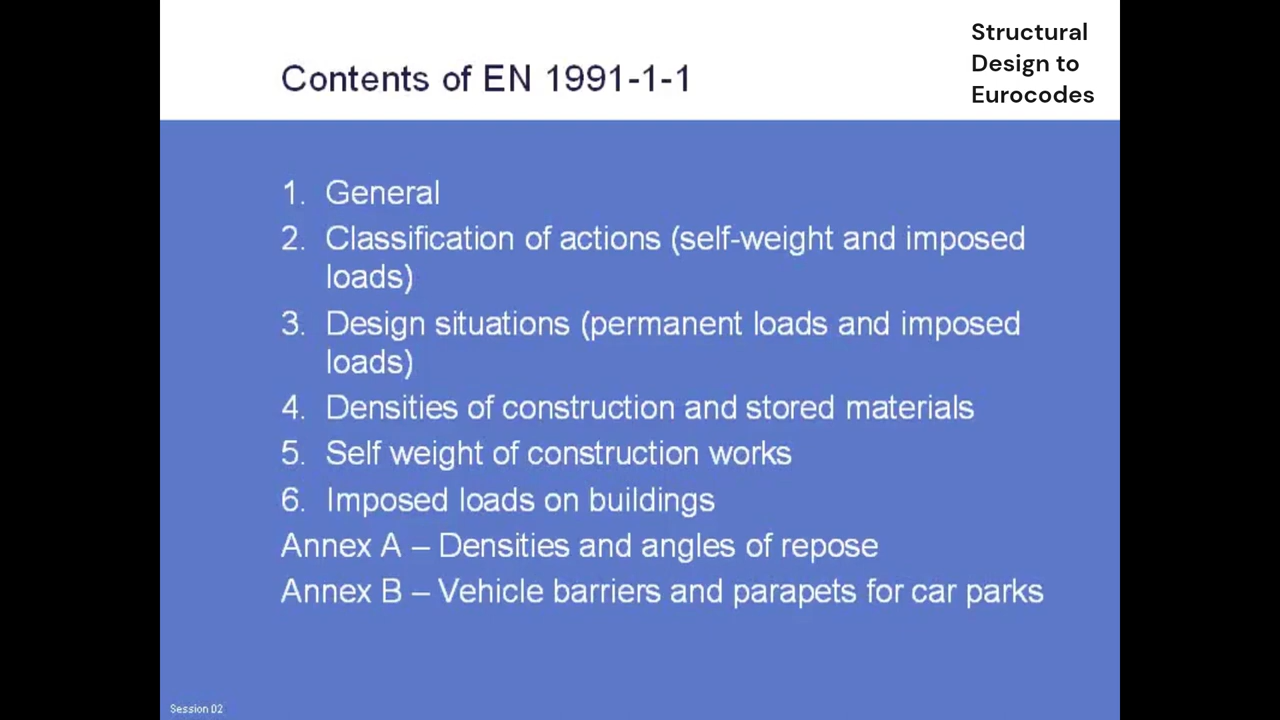 Contents of EN 1991-1-1
Structural
Design to
Eurocodes
1. General
2. Classification of actions (self-weight and imposed
loads)
3. Design situations (permanent loads and imposed
loads)
4. Densities of construction and stored materials
5. Self weight of construction works
6. Imposed loads on buildings
Annex A – Densities and angles of repose
Annex B – Vehicle barriers and parapets for car parks
Session 02